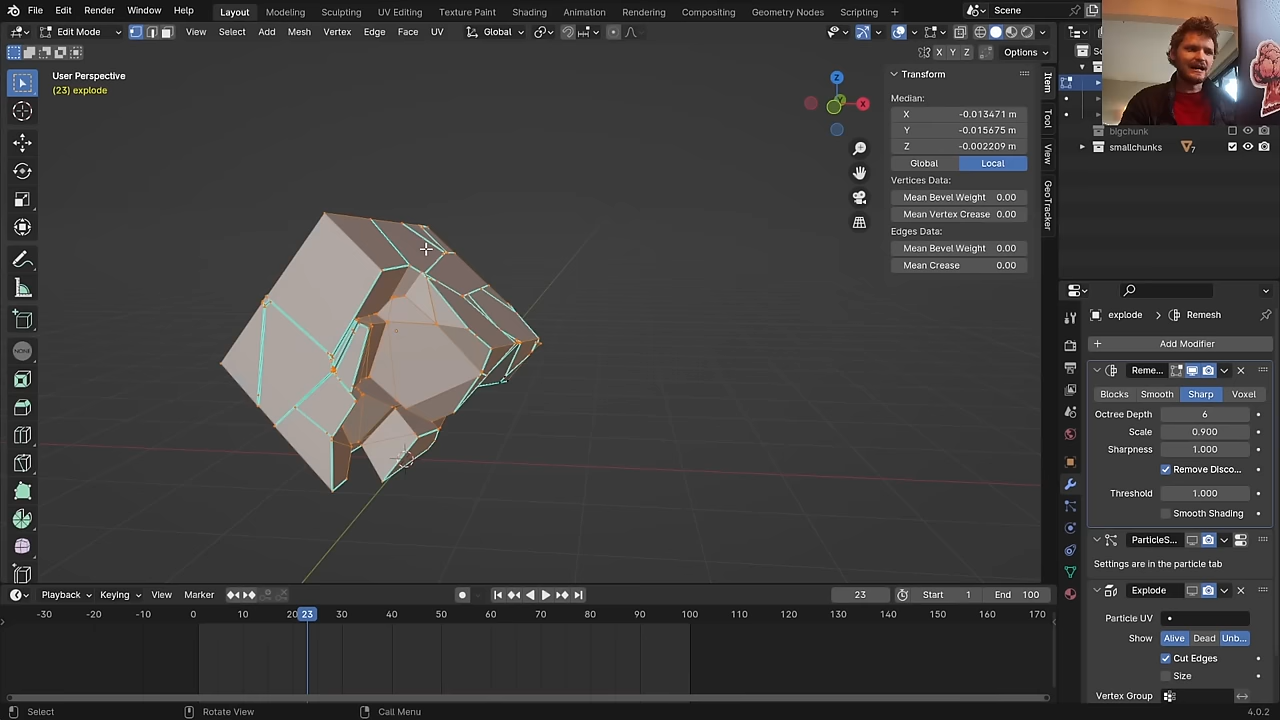 File Edit Render Window Help Layout Modeling Sculpting UV Editing Texture Paint Shading Animation Rendering Compositing Geometry Nodes Scripting Scene
Edit Mode View Select Add Mesh Vertex Edge Face UV Global
X Y Z Options
User Perspective
(23) explode
Z
X
Transform
Median:
X -0.013471 m
Y -0.015675 m
Z -0.002209 m
Global Local
Vertices Data:
Mean Bevel Weight 0.00
Mean Vertex Crease 0.00
Edges Data:
Mean Bevel Weight 0.00
Mean Crease 0.00
Item
Tool
View
GeoTracker
smallchunks 7
explode Remesh
Add Modifier
Reme...
Blocks Smooth Sharp Voxel
Octree Depth 6
Scale 0.900
Sharpness 1.000
Remove Disco...
Threshold 1.000
Smooth Shading
ParticleS...
Settings are in the particle tab
Explode
Particle UV
Show Alive Dead Unb...
Cut Edges
Size
Vertex Group
Playback Keying View Marker 23 Start 1 End 100
-30 -20 -10 0 10 20 23 30 40 50 60 70 80 90 100 110 120 130 140 150 160 170
Select Rotate View Call Menu 4.0.2